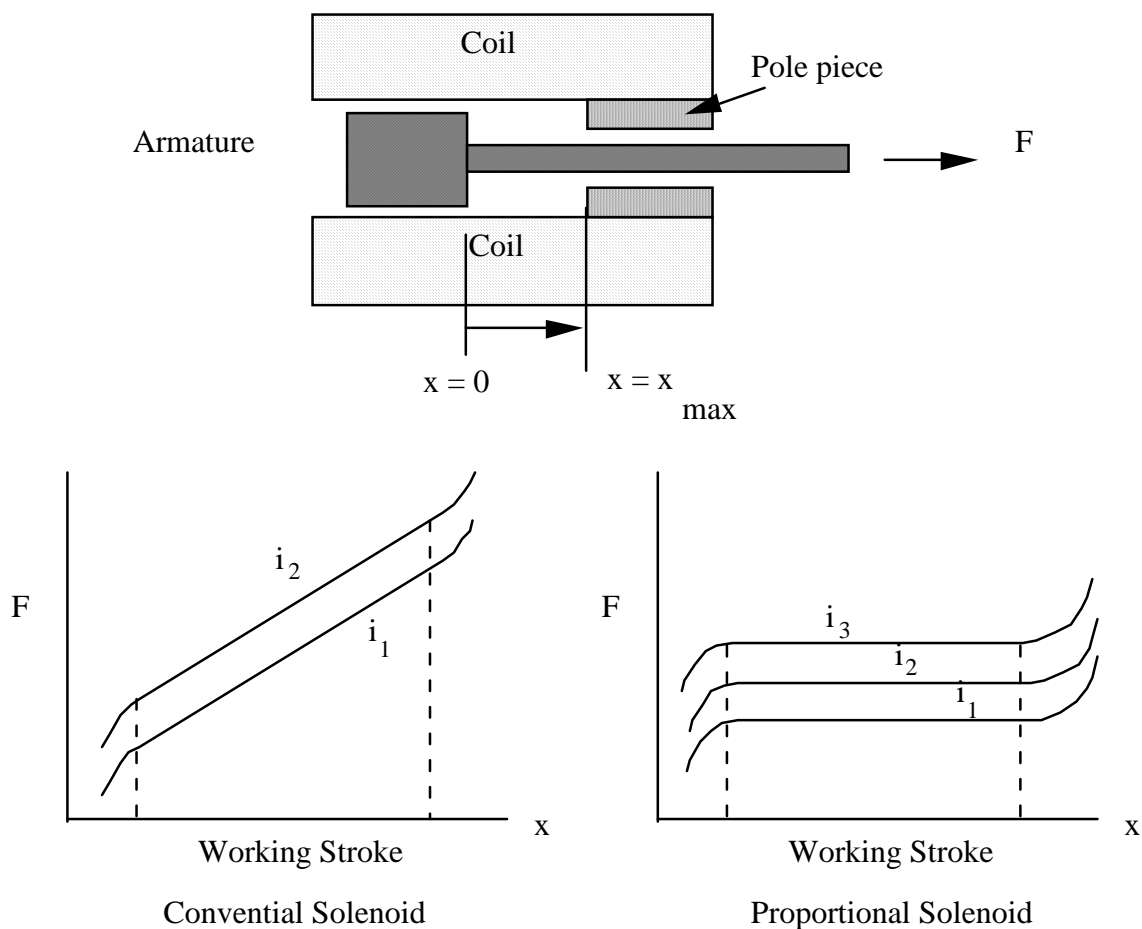 Coil
Pole piece
Armature
F
Coil
x = 0
x = x max
i2
i1
F
x
Working Stroke
Convential Solenoid
i3
i2
i1
F
x
Working Stroke
Proportional Solenoid